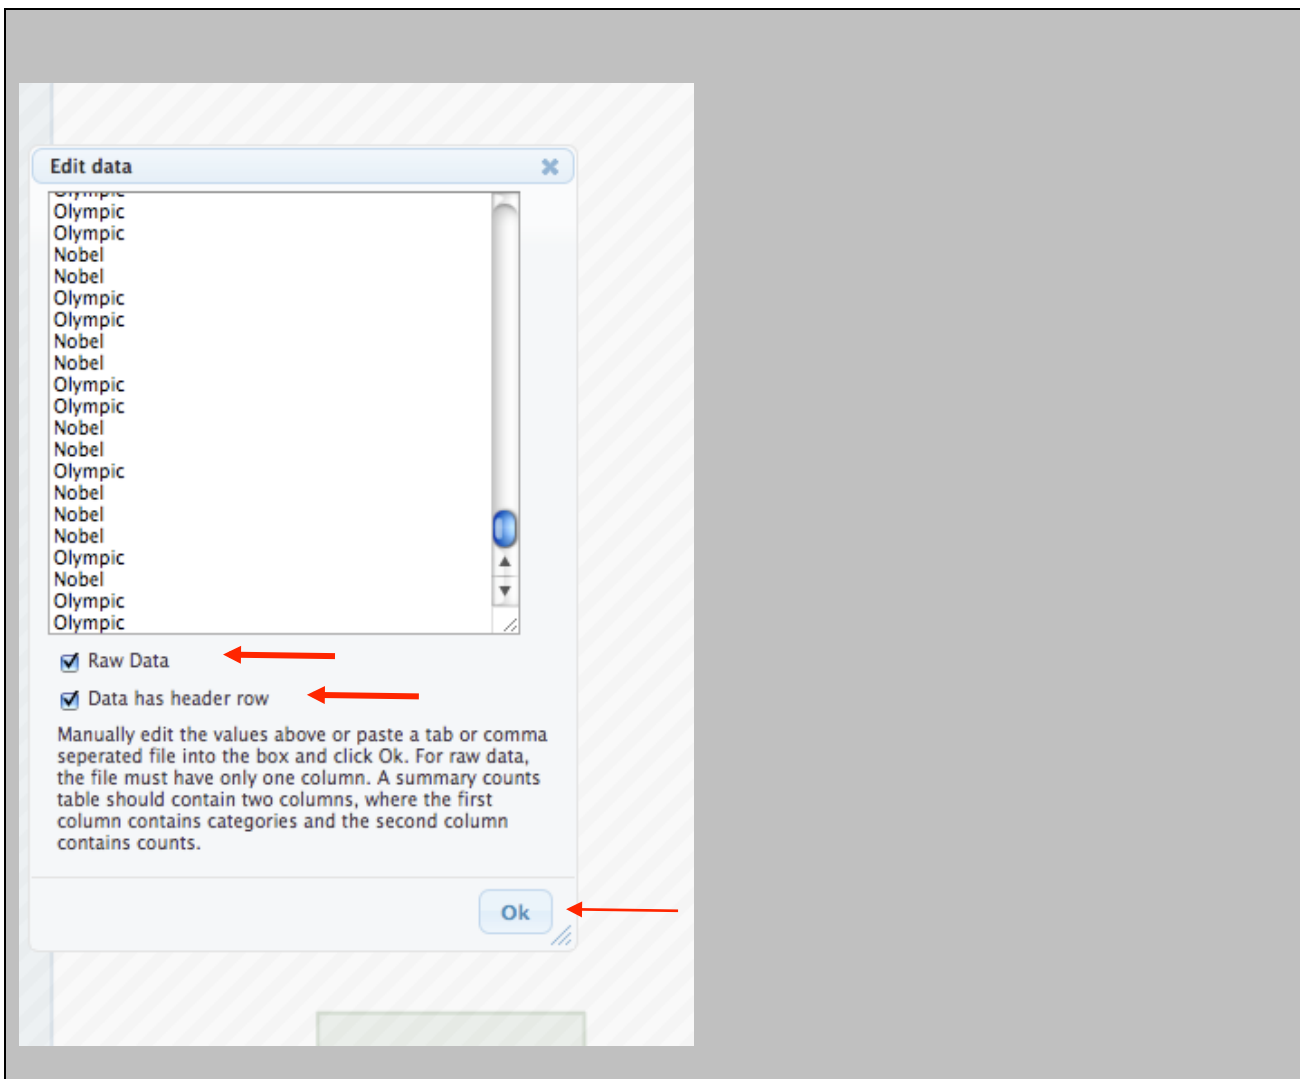 Edit data
Olympic
Olympic
Olympic
Nobel
Nobel
Olympic
Olympic
Nobel
Nobel
Olympic
Olympic
Nobel
Nobel
Olympic
Nobel
Nobel
Nobel
Olympic
Nobel
Olympic
Olympic
Raw Data
Data has header row
Manually edit the values above or paste a tab or comma
seperated file into the box and click Ok. For raw data,
the file must have only one column. A summary counts
table should contain two columns, where the first
column contains categories and the second column
contains counts.
Ok